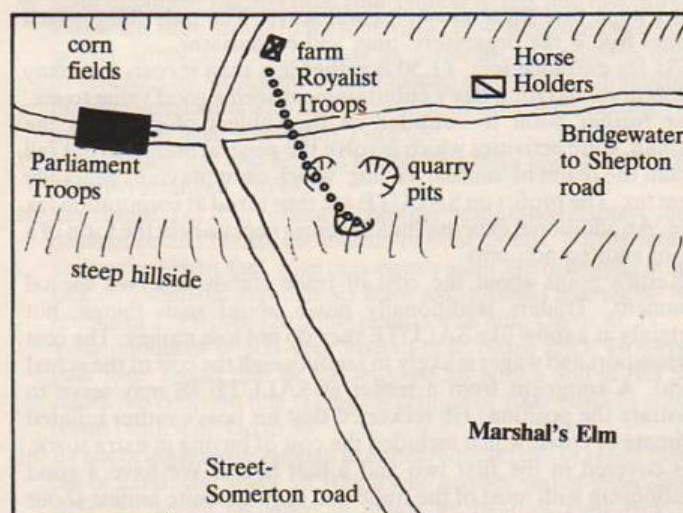 corn
fields
farm
Royalist
Troops
Horse
Holders
Parliament
Troops
quarry
pits
Bridgewater
to Shepton
road
steep hillside
Marshal's Elm
Street-
Somerton road